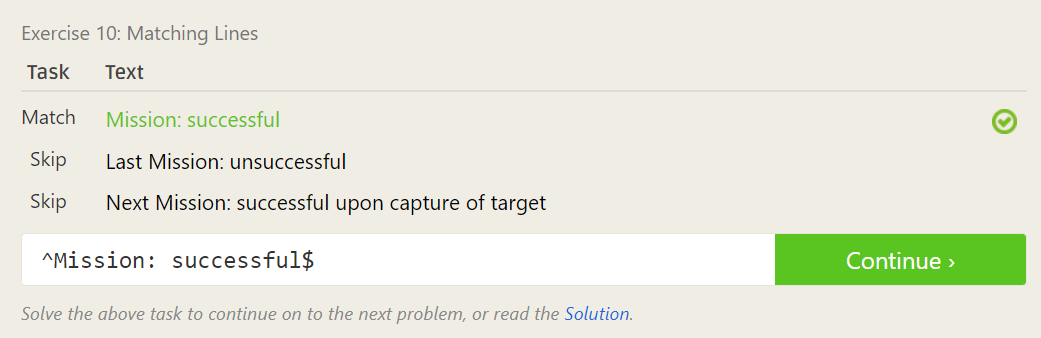 Exercise 10: Matching Lines
Task Text
Match Mission: successful
Skip Last Mission: unsuccessful
Skip Next Mission: successful upon capture of target
^Mission: successful$ Continue ›
Solve the above task to continue on to the next problem, or read the Solution.